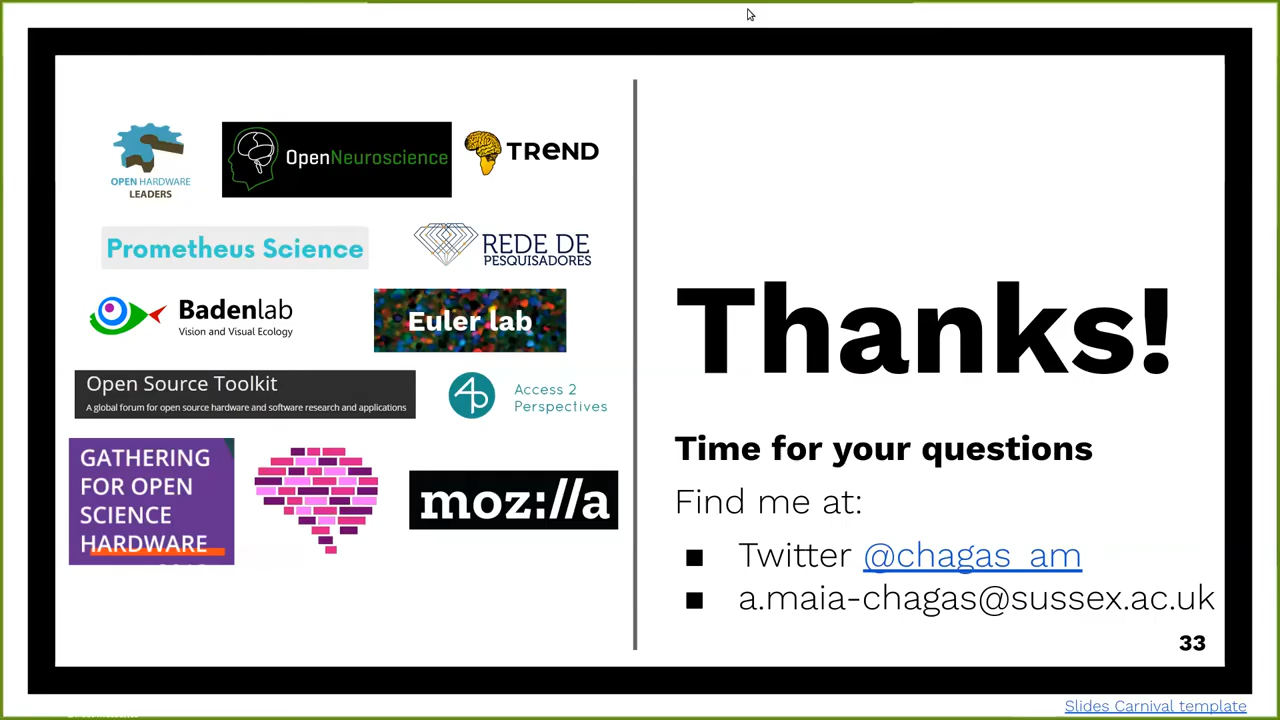 OPEN HARDWARE
LEADERS
OpenNeuroscience
TREND
Prometheus Science
REDE DE
PESQUISADORES
Badenlab
Vision and Visual Ecology
Euler lab
Open Source Toolkit
A global forum for open source hardware and software research and applications
Access 2
Perspectives
GATHERING
FOR OPEN
SCIENCE
HARDWARE
moz://a
Thanks!
Time for your questions
Find me at:
■ Twitter @chagas_am
■ a.maia-chagas@sussex.ac.uk
33
Slides Carnival template